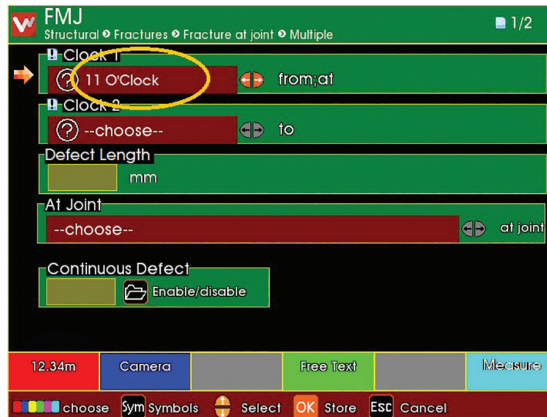 FMJ
1/2
Structural > Fractures > Fracture at joint > Multiple
Clock 1
11 O'Clock
from;at
Clock 2
--choose--
to
Defect Length
mm
At Joint
--choose--
at joint
Continuous Defect
Enable/disable
12.34m
Camera
Free Text
Measure
choose
Sym Symbols
Select
OK Store
ESC Cancel